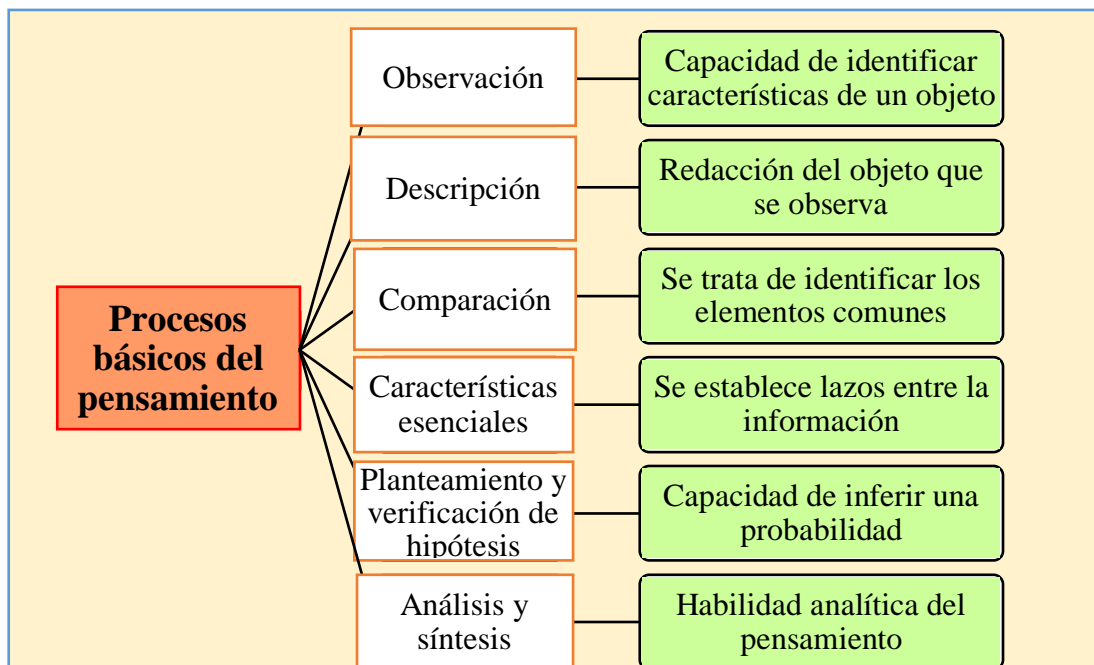 Procesos
básicos del
pensamiento
Observación
Capacidad de identificar
características de un objeto
Descripción
Redacción del objeto que
se observa
Comparación
Se trata de identificar los
elementos comunes
Características
esenciales
Se establece lazos entre la
información
Planteamiento y
verificación de
hipótesis
Capacidad de inferir una
probabilidad
Análisis y
síntesis
Habilidad analítica del
pensamiento